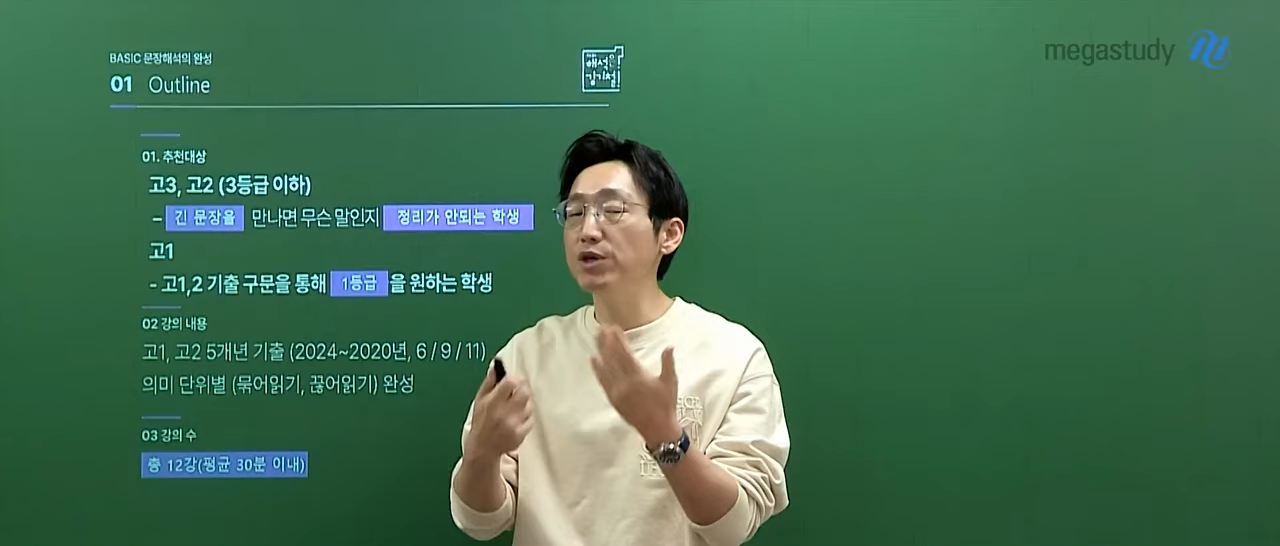 BASIC 문장해석의 완성
01 Outline
해석은
김기철
megastudy
01. 추천대상
고3, 고2 (3등급 이하)
– 긴 문장을 만나면 무슨 말인지 정리가 안되는 학생
고1
- 고1,2 기출 구문을 통해 1등급을 원하는 학생
02 강의 내용
고1, 고2 5개년 기출 (2024~2020년, 6 / 9 / 11)
의미 단위별 (묶어읽기, 끊어읽기) 완성
03 강의 수
총 12강(평균 30분 이내)